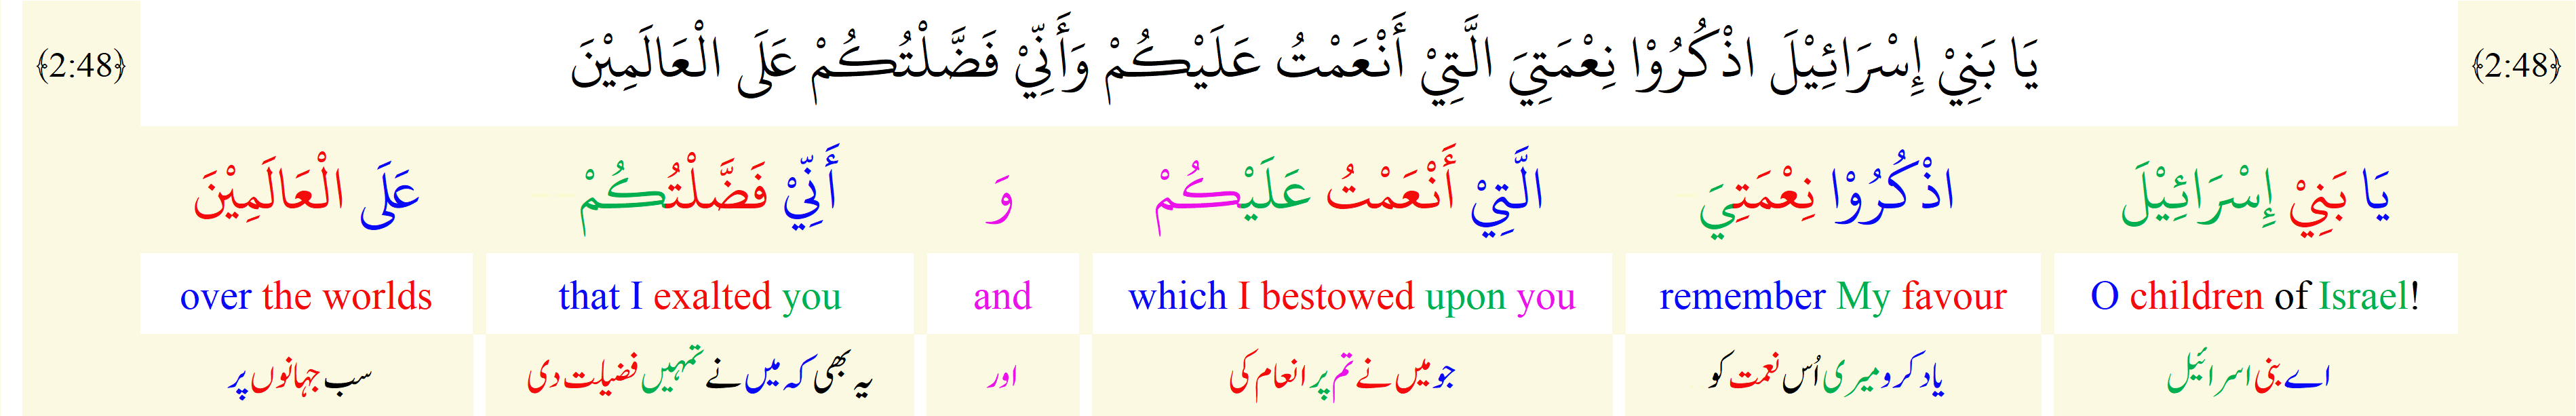 ﴿2:48﴾ يَا بَنِيْ إِسْرَائِيْلَ اذْكُرُوْا نِعْمَتِيَ الَّتِيْ أَنْعَمْتُ عَلَيْكُمْ وَأَنِّيْ فَضَّلْتُكُمْ عَلَى الْعَالَمِيْنَ ﴿2:48﴾
يَا بَنِيْ إِسْرَائِيْلَ اذْكُرُوْا نِعْمَتِيَ الَّتِيْ أَنْعَمْتُ عَلَيْكُمْ وَ أَنِّيْ فَضَّلْتُكُمْ عَلَى الْعَالَمِيْنَ
O children of Israel! remember My favour which I bestowed upon you and that I exalted you over the worlds
اے بنی اسرائیل یاد کرو میری اُس نعمت کو جو میں نے تم پر انعام کی اور یہ بھی کہ میں نے تمہیں فضیلت دی سب جہانوں پر